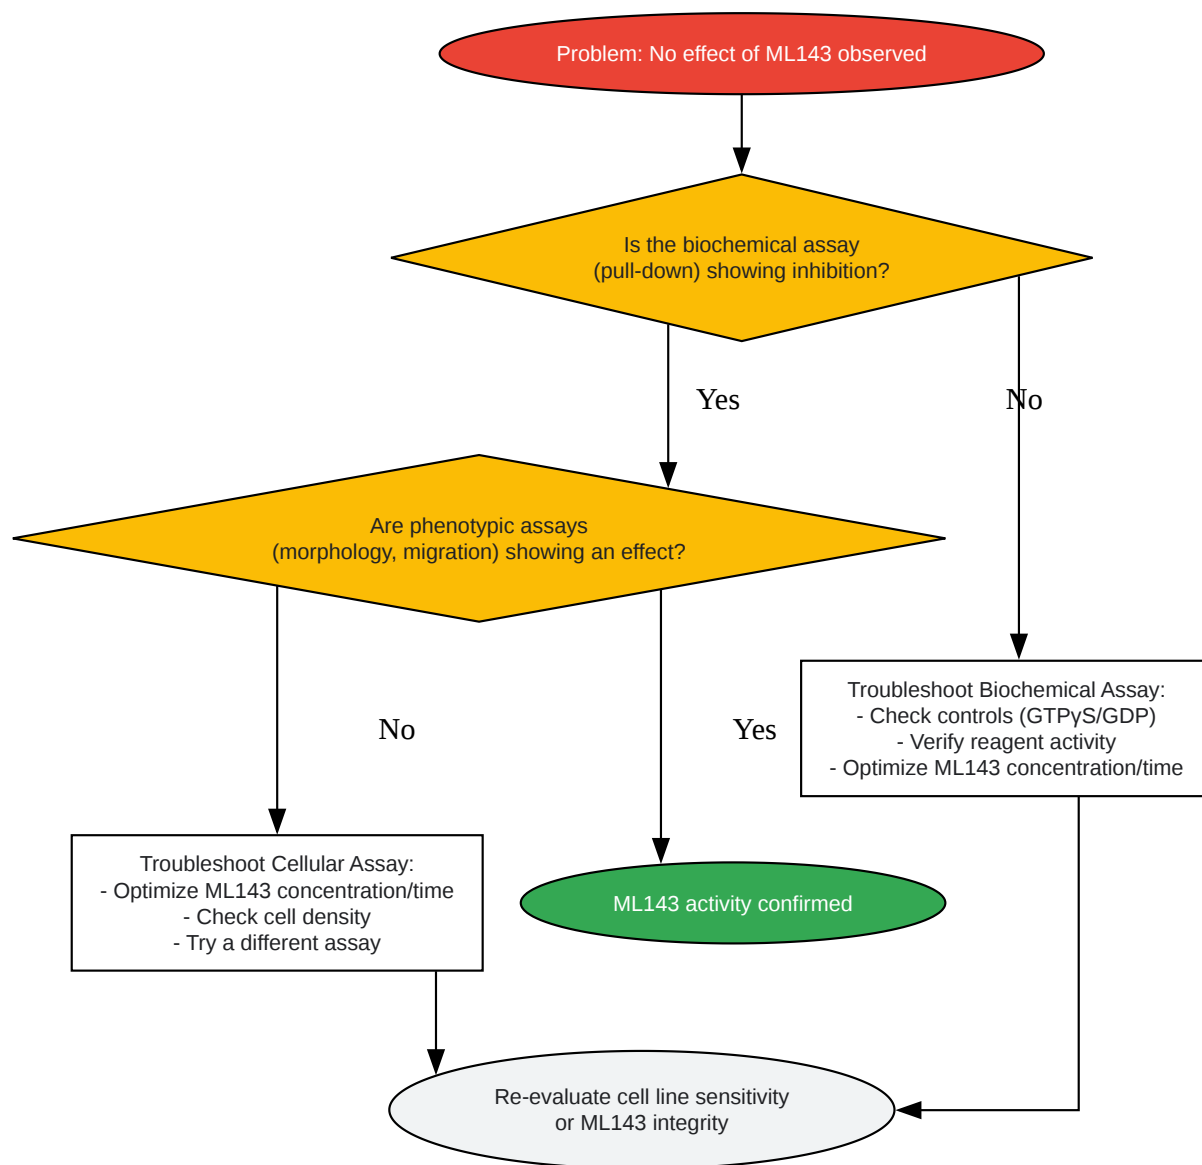 Problem: No effect of ML143 observed
Is the biochemical assay
(pull-down) showing inhibition?
Yes
No
Are phenotypic assays
(morphology, migration) showing an effect?
No
Yes
Troubleshoot Biochemical Assay:
- Check controls (GTPγS/GDP)
- Verify reagent activity
- Optimize ML143 concentration/time
Troubleshoot Cellular Assay:
- Optimize ML143 concentration/time
- Check cell density
- Try a different assay
ML143 activity confirmed
Re-evaluate cell line sensitivity
or ML143 integrity